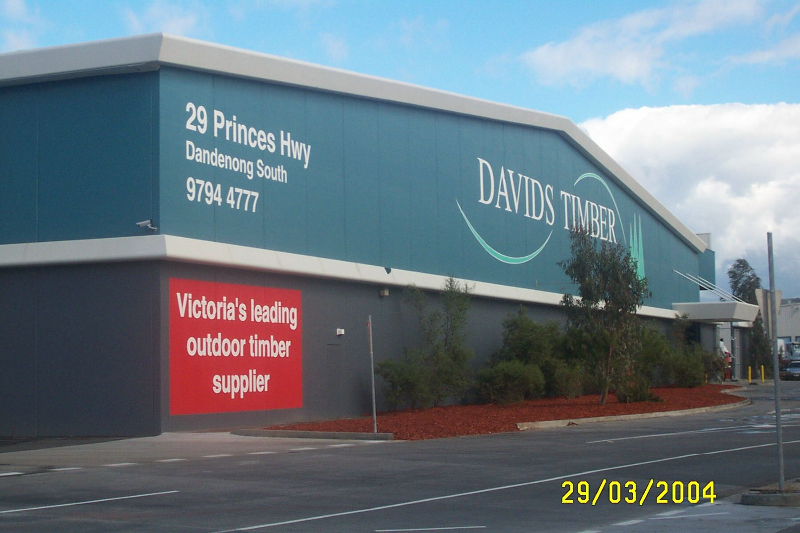 29 Princes Hwy
Dandenong South
9794 4777
DAVIDS TIMBER
Victoria's leading
outdoor timber
supplier
29/03/2004